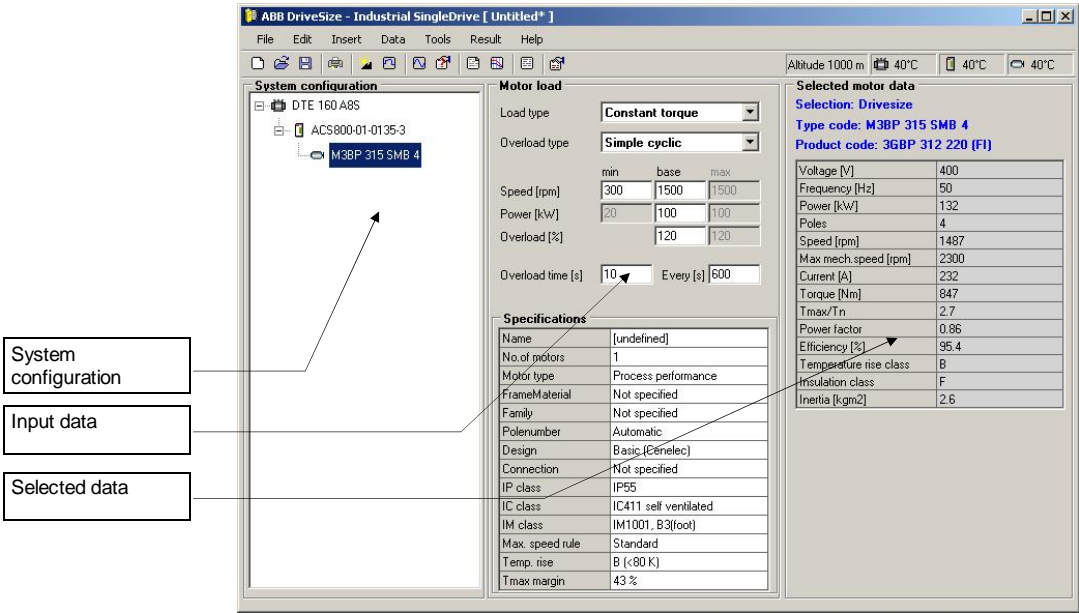 ABB DriveSize - Industrial SingleDrive [ Untitled* ]
File Edit Insert Data Tools Result Help
Altitude 1000 m 40°C 40°C 40°C
System configuration
DTE 160 A8S
ACS800-01-0135-3
M3BP 315 SMB 4
Motor load
Load type Constant torque
Overload type Simple cyclic
min base max
Speed [rpm] 300 1500 1500
Power [kW] 20 100 100
Overload [%] 120 120
Overload time [s] 10 Every [s] 600
Specifications
Name [undefined]
No.of motors 1
Motor type Process performance
FrameMaterial Not specified
Family Not specified
Polenumber Automatic
Design Basic (Cenelec)
Connection Not specified
IP class IP55
IC class IC411 self ventilated
IM class IM1001, B3(foot)
Max. speed rule Standard
Temp. rise B (<80 K)
Tmax margin 43 %
Selected motor data
Selection: Drivesize
Type code: M3BP 315 SMB 4
Product code: 3GBP 312 220 (FI)
Voltage [V] 400
Frequency [Hz] 50
Power [kW] 132
Poles 4
Speed [rpm] 1487
Max mech.speed [rpm] 2300
Current [A] 232
Torque [Nm] 847
Tmax/Tn 2.7
Power factor 0.86
Efficiency [%] 95.4
Temperature rise class B
Insulation class F
Inertia [kgm2] 2.6
System
configuration
Input data
Selected data